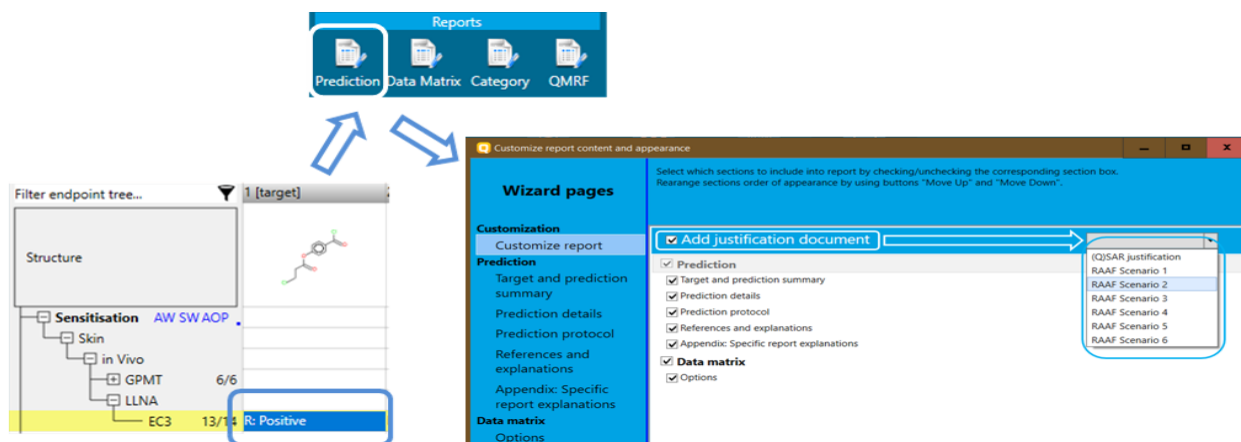 Reports
Prediction Data Matrix Category QMRF
Filter endpoint tree...
1 [target]
Structure
Sensitisation AW SW AOP
Skin
in Vivo
GPMT 6/6
LLNA
EC3 13/14 R: Positive
Customize report content and appearance
Wizard pages
Customization
Customize report
Prediction
Target and prediction
summary
Prediction details
Prediction protocol
References and
explanations
Appendix: Specific
report explanations
Data matrix
Options
Select which sections to include into report by checking/unchecking the corresponding section box.
Rearrange sections order of appearance by using buttons "Move Up" and "Move Down".
Add justification document
Prediction
Target and prediction summary
Prediction details
Prediction protocol
References and explanations
Appendix: Specific report explanations
Data matrix
Options
(Q)SAR justification
RAAF Scenario 1
RAAF Scenario 2
RAAF Scenario 3
RAAF Scenario 4
RAAF Scenario 5
RAAF Scenario 6